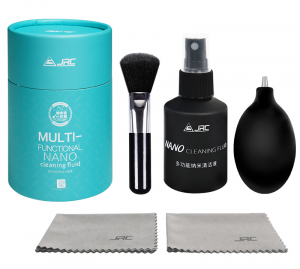 JRC
MULTI-
FUNCTIONAL
NANO
cleaning fluid
JRC
NANO CLEANING FLUID
多功能纳米清洁液
JRC
JRC